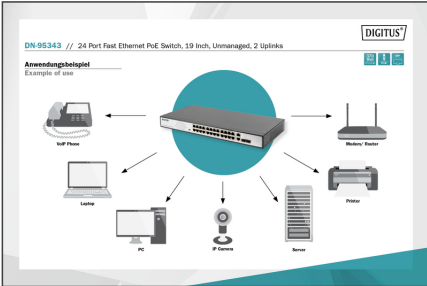 DIGITUS®
DN-95343 // 24 Port Fast Ethernet PoE Switch, 19 Inch, Unmanaged, 2 Uplinks
Anwendungsbeispiel
Example of use
VoIP Phone
Modem/ Router
Laptop
Printer
PC
IP Camera
Server